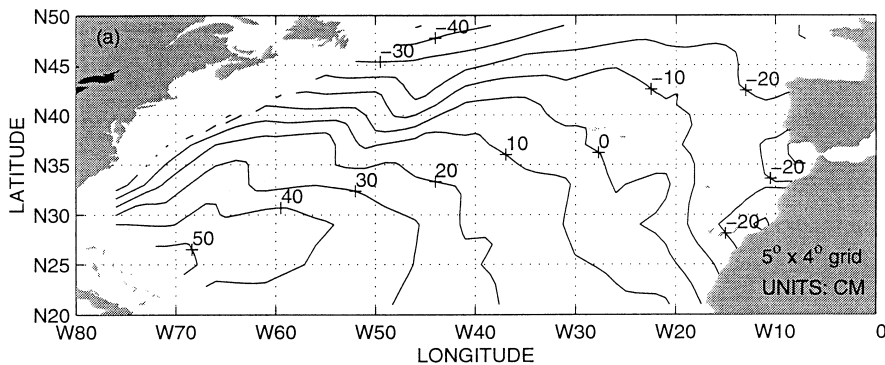 (a)
N50
N45
N40
N35
N30
N25
N20
LATITUDE
−40
−30
−20
−10
0
10
20
30
40
50
−20
−20
5° x 4° grid
UNITS: CM
W80 W70 W60 W50 W40 W30 W20 W10 0
LONGITUDE